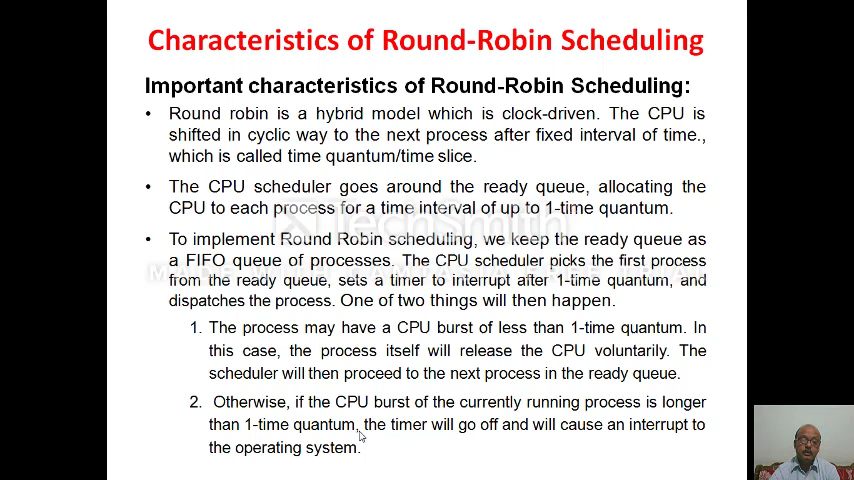 Characteristics of Round-Robin Scheduling
Important characteristics of Round-Robin Scheduling:
• Round robin is a hybrid model which is clock-driven. The CPU is
shifted in cyclic way to the next process after fixed interval of time.,
which is called time quantum/time slice.
• The CPU scheduler goes around the ready queue, allocating the
CPU to each process for a time interval of up to 1-time quantum.
TechSmith
• To implement Round Robin scheduling, we keep the ready queue as
a FIFO queue of processes. The CPU scheduler picks the first process
MADE WITH CAMTASIA FREE TRIAL
from the ready queue, sets a timer to interrupt after 1-time quantum, and
dispatches the process. One of two things will then happen.
1. The process may have a CPU burst of less than 1-time quantum. In
this case, the process itself will release the CPU voluntarily. The
scheduler will then proceed to the next process in the ready queue.
2. Otherwise, if the CPU burst of the currently running process is longer
than 1-time quantum, the timer will go off and will cause an interrupt to
the operating system.